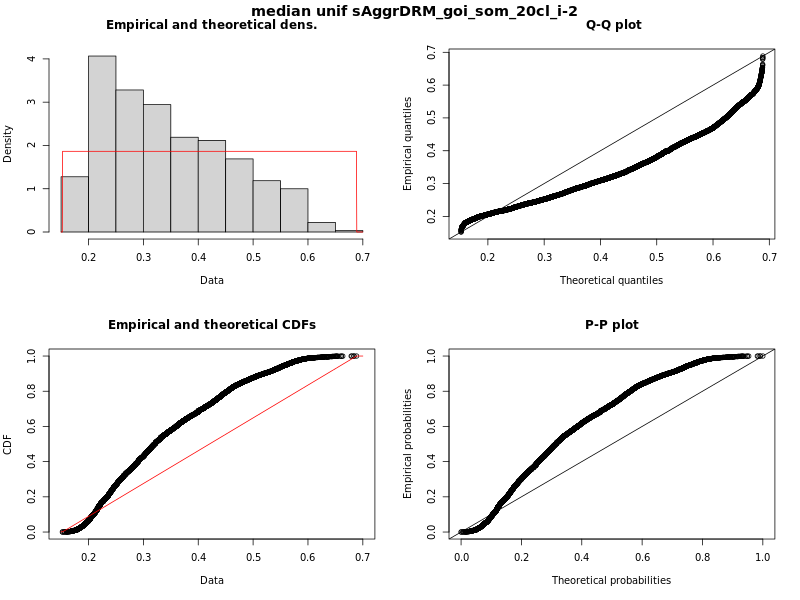 median unif sAggrDRM_goi_som_20cl_i-2
Empirical and theoretical dens.
Density
0 1 2 3 4
0.2 0.3 0.4 0.5 0.6 0.7
Data
Q-Q plot
Empirical quantiles
0.2 0.3 0.4 0.5 0.6 0.7
0.2 0.3 0.4 0.5 0.6 0.7
Theoretical quantiles
Empirical and theoretical CDFs
CDF
0.0 0.2 0.4 0.6 0.8 1.0
0.2 0.3 0.4 0.5 0.6 0.7
Data
P-P plot
Empirical probabilities
0.0 0.2 0.4 0.6 0.8 1.0
0.0 0.2 0.4 0.6 0.8 1.0
Theoretical probabilities